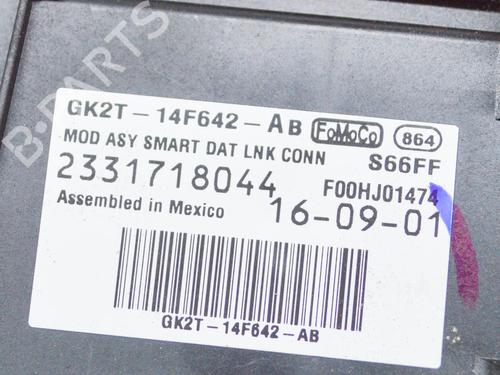 B-PARTS
GK2T-14F642-AB FoMoCo 864
MOD ASY SMART DAT LNK CONN S66FF
2331718044 F00HJ01474
Assembled in Mexico 16-09-01
GK2T-14F642-AB